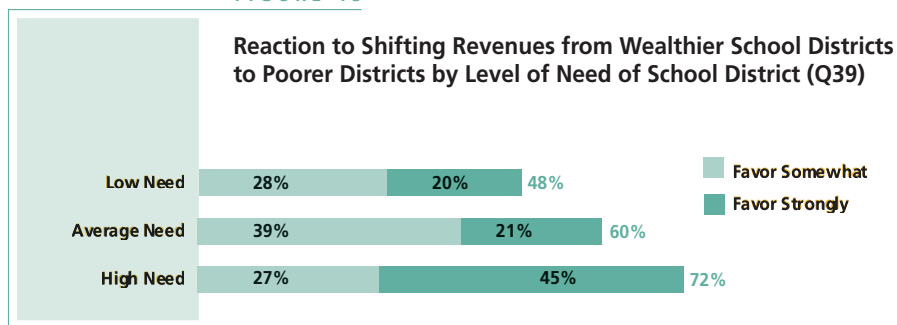 Reaction to Shifting Revenues from Wealthier School Districts
to Poorer Districts by Level of Need of School District (Q39)
Low Need 28% 20% 48%
Favor Somewhat
Favor Strongly
Average Need 39% 21% 60%
High Need 27% 45% 72%